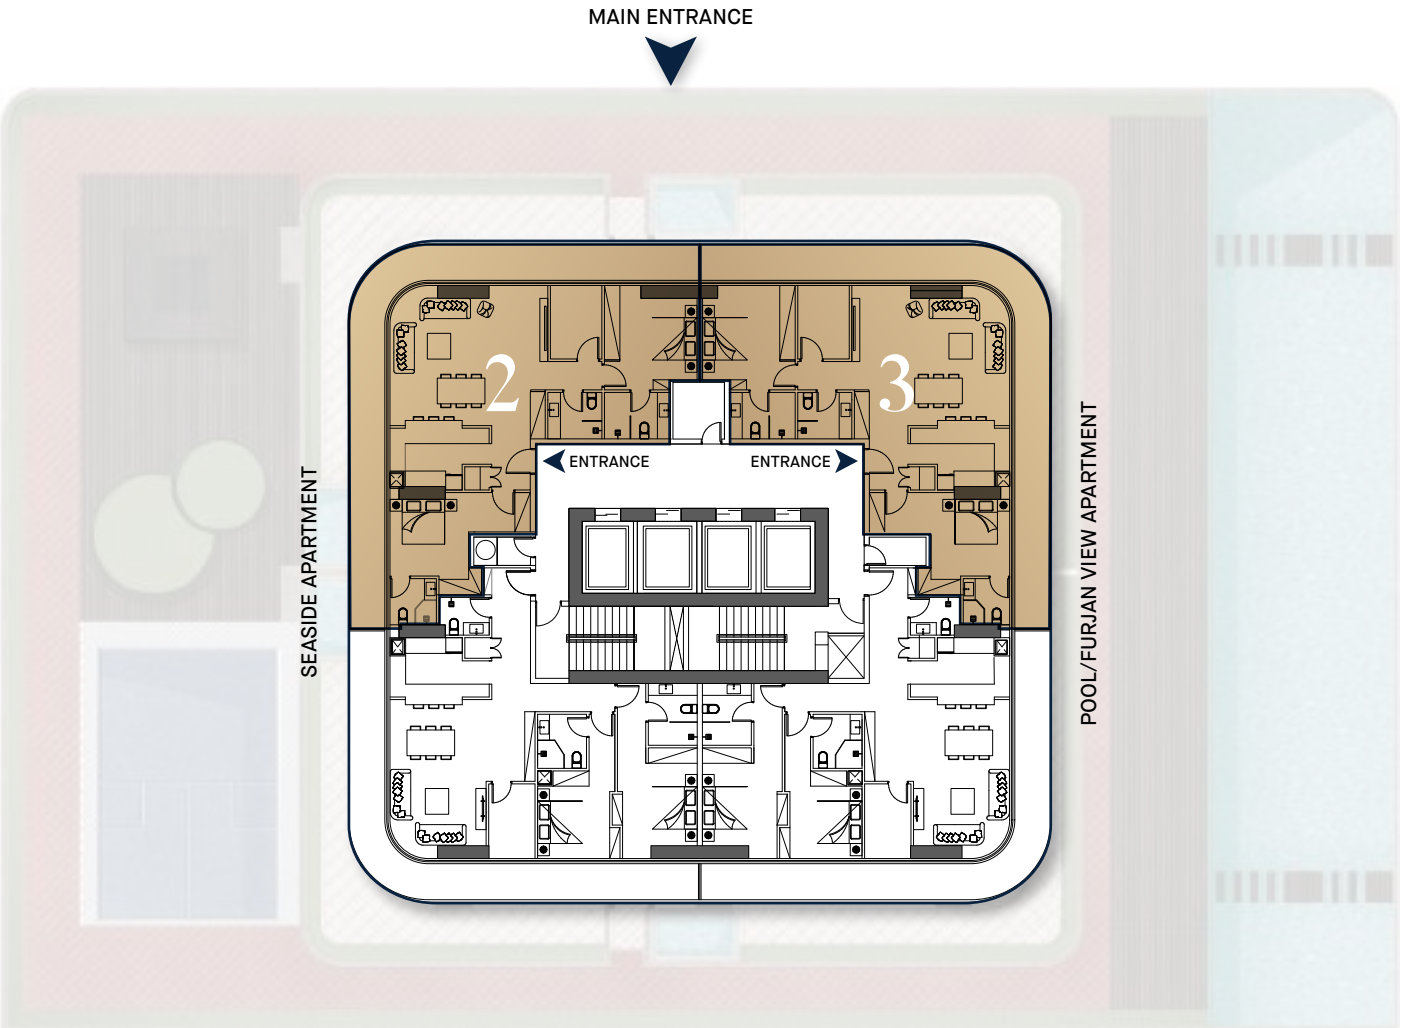 MAIN ENTRANCE
2
3
ENTRANCE
ENTRANCE
SEASIDE APARTMENT
POOL/FURJAN VIEW APARTMENT